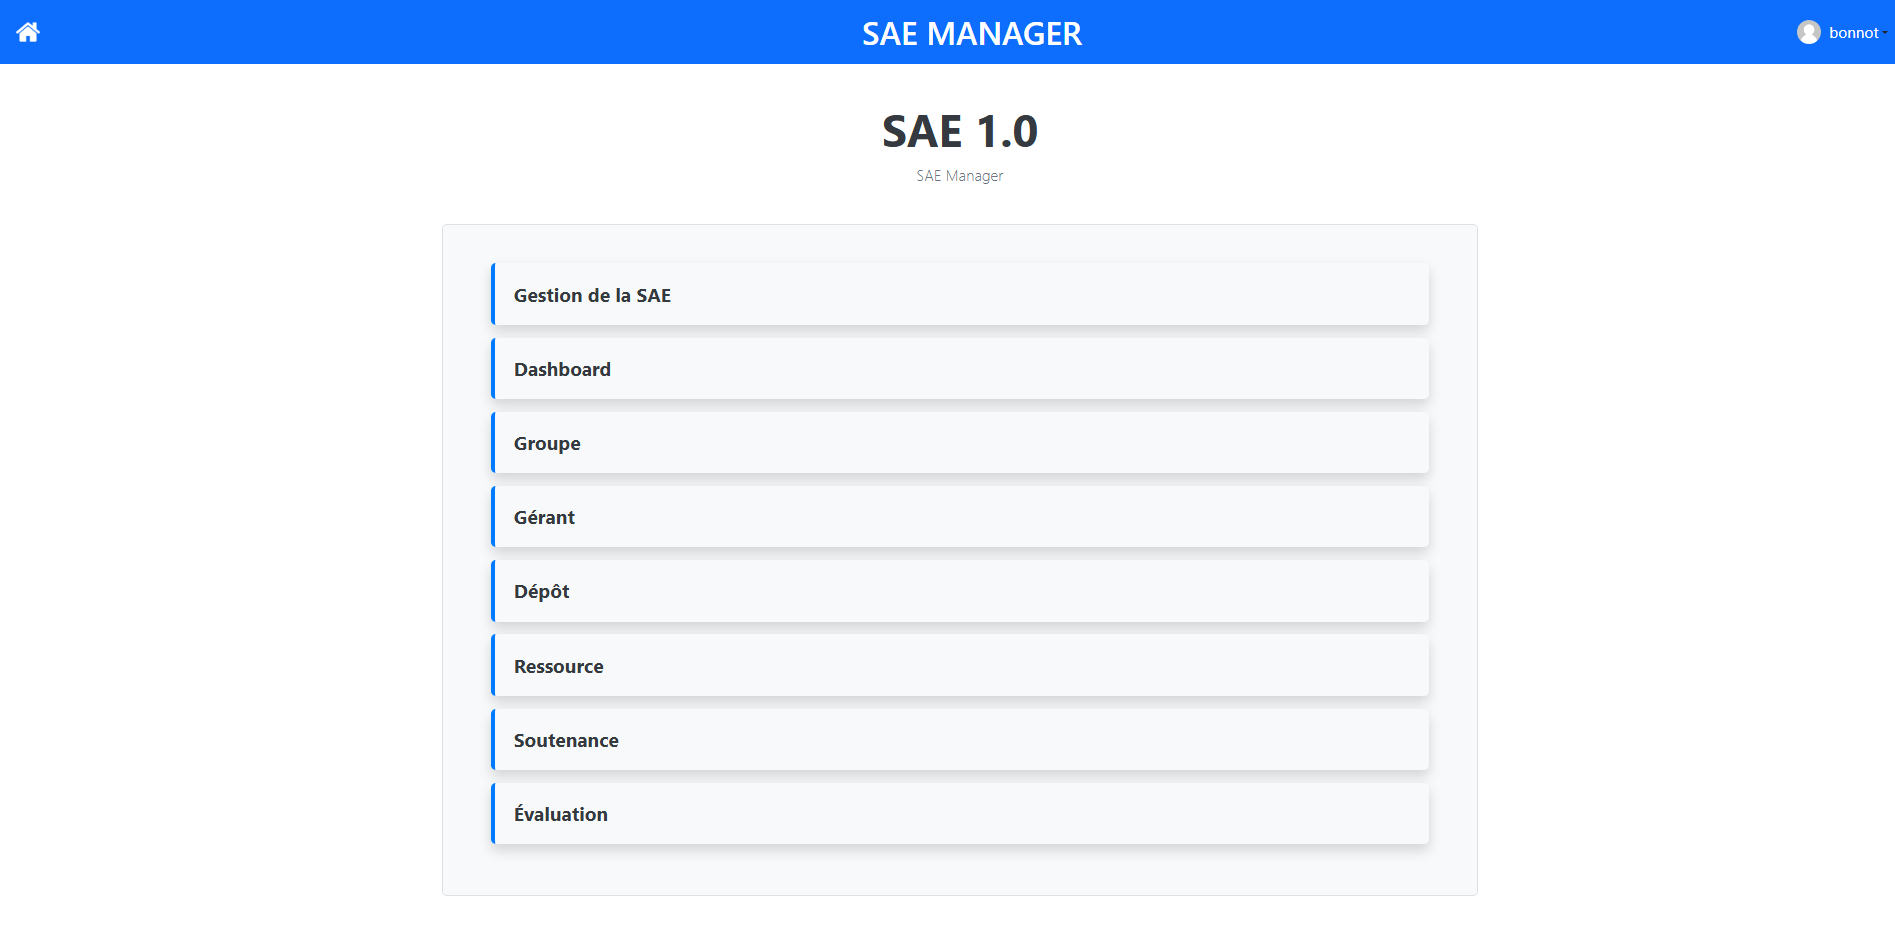 SAE MANAGER
bonnot
SAE 1.0
SAE Manager
Gestion de la SAE
Dashboard
Groupe
Gérant
Dépôt
Ressource
Soutenance
Évaluation